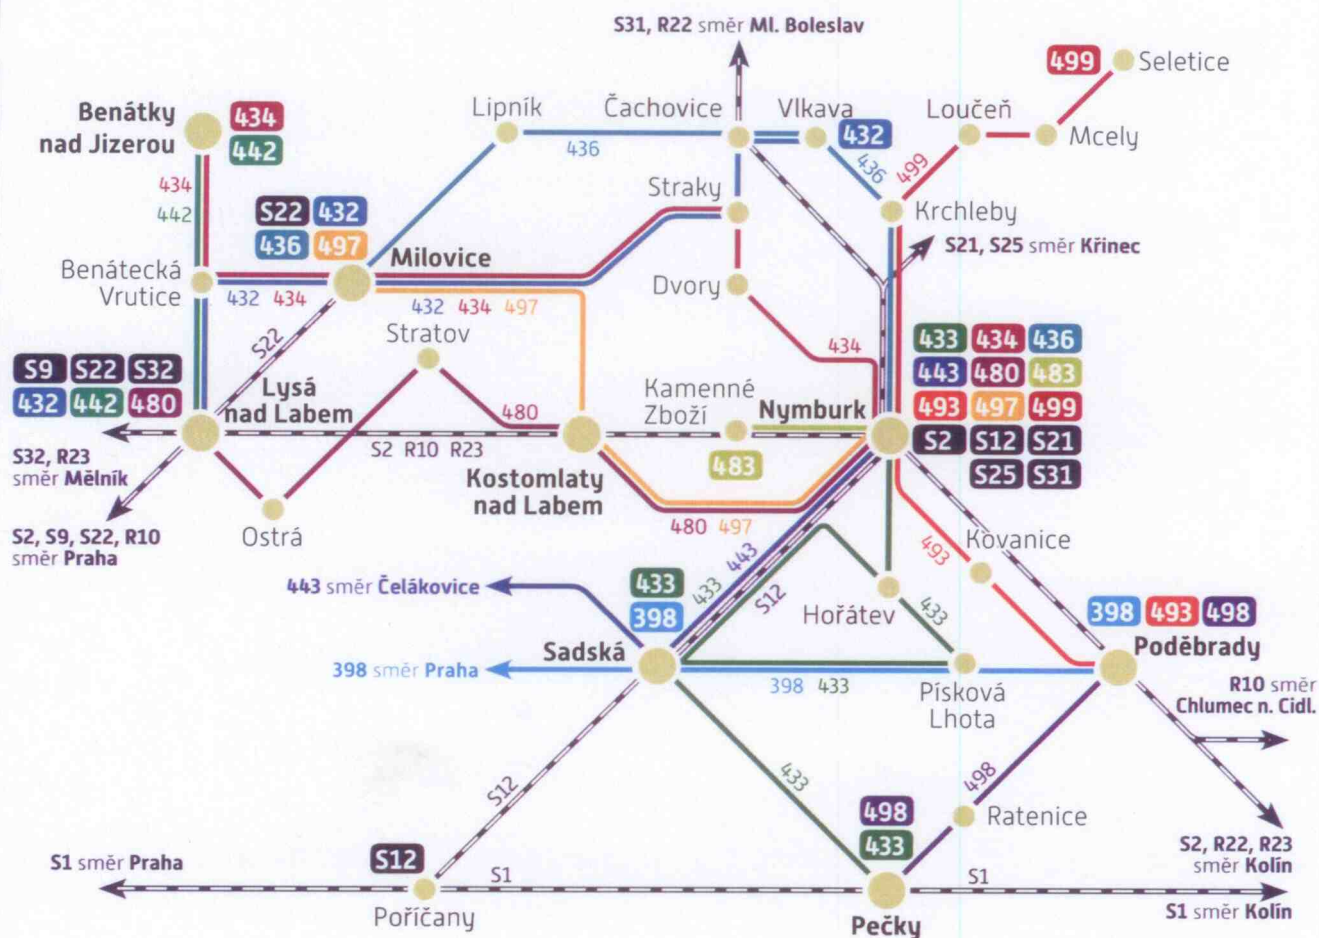 S31, R22 směr Ml. Boleslav
499 Seletice
Benátky
nad Jizerou
434
442
Lipník
Čachovice
Vlkava
432
Loučeň
Mcely
436
436
499
434
442
Straky
Krchleby
S22 432
436 497
Milovice
S21, S25 směr Křinec
Benátecká
Vrutice
432 434
432 434 497
Dvory
S22
Stratov
434
S9 S22 S32
432 442 480
Lysá
nad Labem
433 434 436
443 480 483
493 497 499
S2 S12 S21
S25 S31
Kamenné
Zboží
Nymburk
480
S2 R10 R23
483
S32, R23
směr Mělník
Kostomlaty
nad Labem
480 497
S2, S9, S22, R10
směr Praha
Ostrá
493
Kovanice
443 směr Čelákovice
433
398
433
443
S12
Hořátev
433
398 493 498
Poděbrady
Sadská
398 směr Praha
398 433
Písková
Lhota
R10 směr
Chlumec n. Cidl.
S12
433
498
498
433
Ratenice
S2, R22, R23
směr Kolín
S1 směr Praha
S12
S1
S1
Poříčany
Pečky
S1 směr Kolín